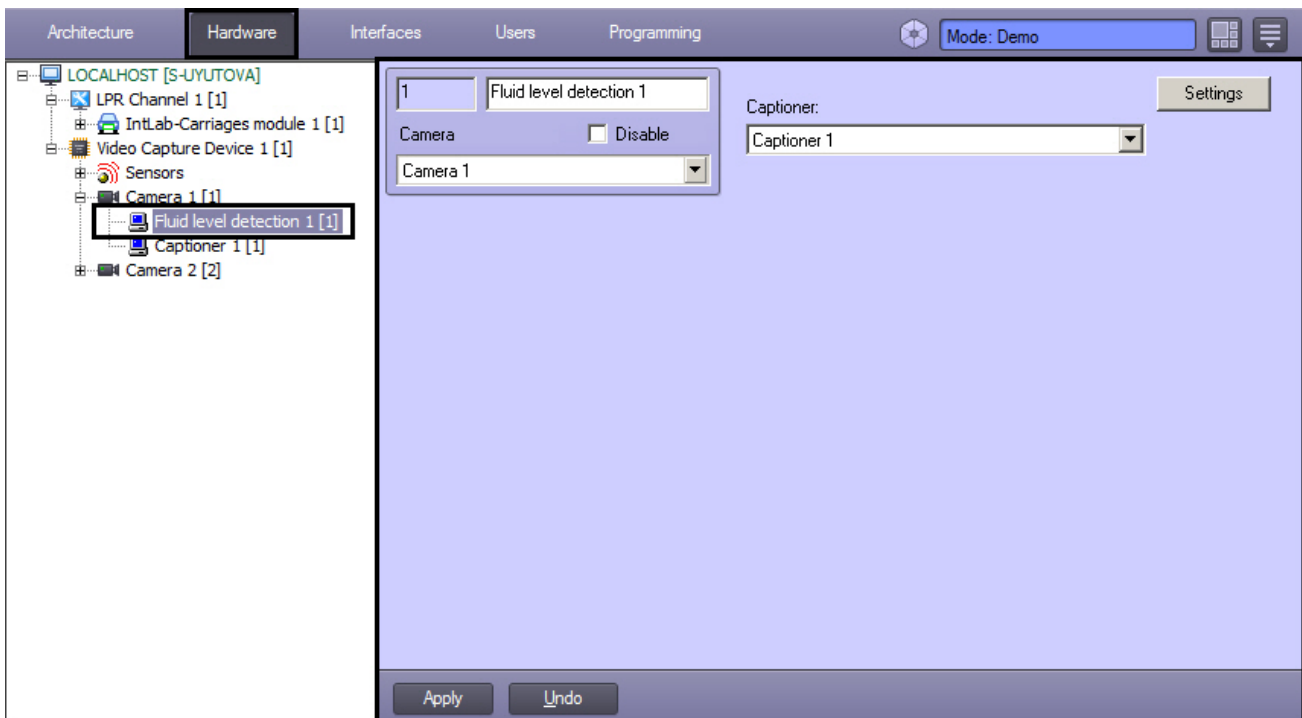 Architecture Hardware Interfaces Users Programming Mode: Demo
LOCALHOST [S-UYUTOVA]
LPR Channel 1 [1]
IntLab-Carriages module 1 [1]
Video Capture Device 1 [1]
Sensors
Camera 1 [1]
Fluid level detection 1 [1]
Captioner 1 [1]
Camera 2 [2]
1 Fluid level detection 1
Camera Disable
Camera 1
Captioner:
Captioner 1
Settings
Apply Undo